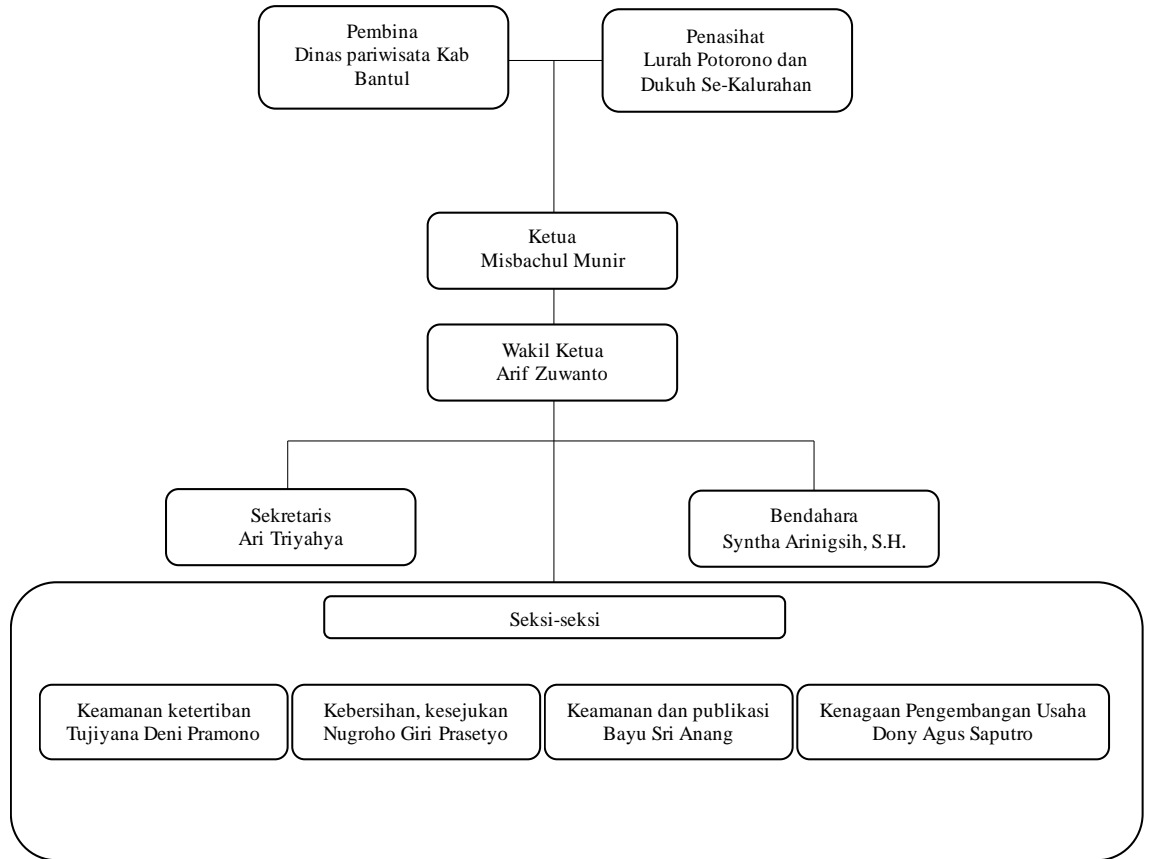 Pembina
Dinas pariwisata Kab
Bantul
Penasihat
Lurah Potorono dan
Dukuh Se-Kalurahan
Ketua
Misbachul Munir
Wakil Ketua
Arif Zuwanto
Sekretaris
Ari Triyahya
Bendahara
Syntha Arinigsih, S.H.
Seksi-seksi
Keamanan ketertiban
Tujiyana Deni Pramono
Kebersihan, kesejukan
Nugroho Giri Prasetyo
Keamanan dan publikasi
Bayu Sri Anang
Kenagaan Pengembangan Usaha
Dony Agus Saputro